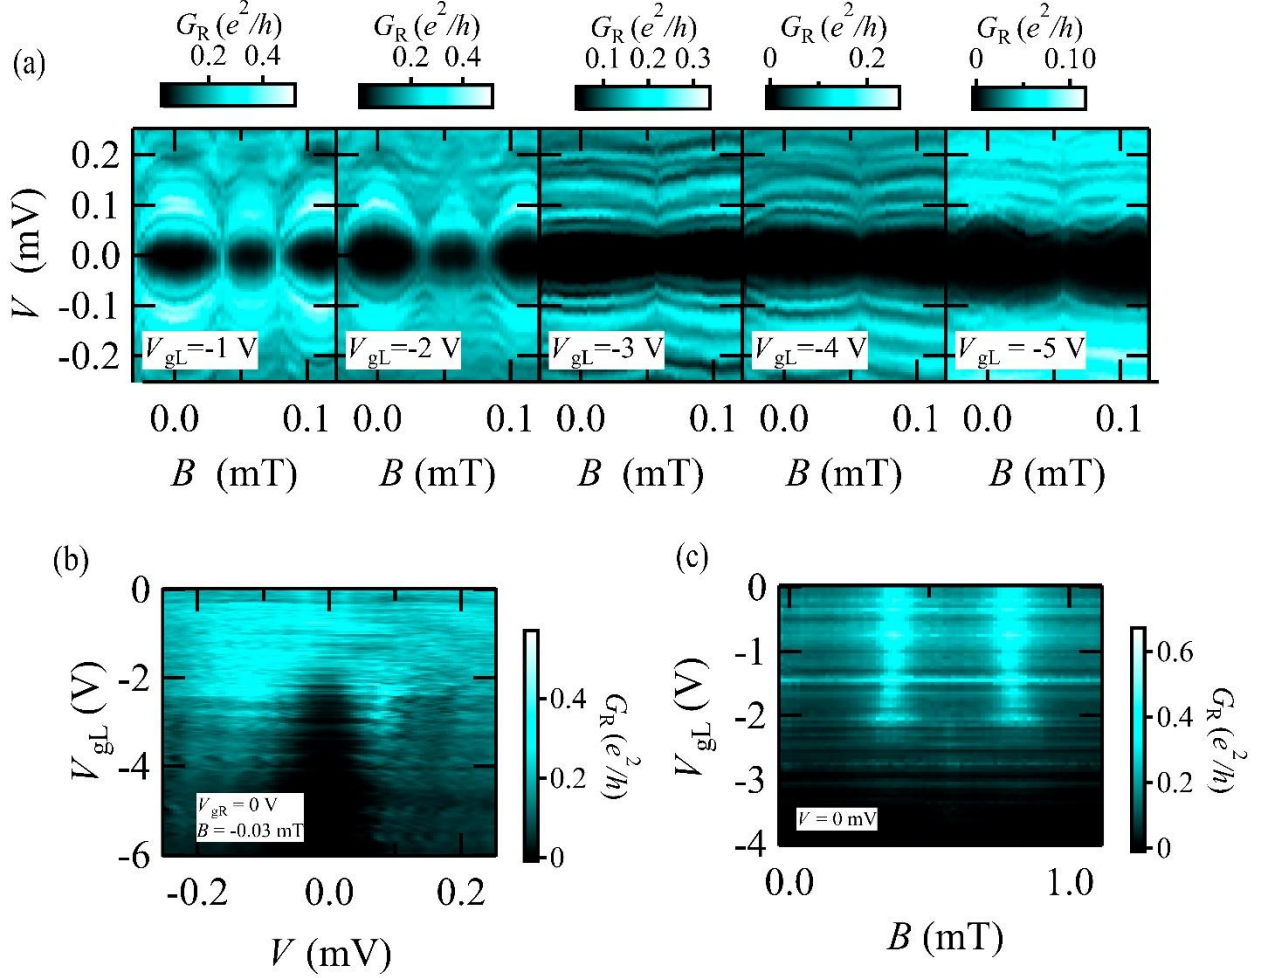 (a)
G_R (e²/h) G_R (e²/h) G_R (e²/h) G_R (e²/h) G_R (e²/h)
0.2 0.4 0.2 0.4 0.1 0.2 0.3 0 0.2 0 0.10
V (mV)
0.2
0.1
0.0
-0.1
-0.2
V_gL=-1 V V_gL=-2 V V_gL=-3 V V_gL=-4 V V_gL = -5 V
0.0 0.1 0.0 0.1 0.0 0.1 0.0 0.1 0.0 0.1
B (mT) B (mT) B (mT) B (mT) B (mT)
(b)
V_gL (V)
0
-2
-4
-6
V_gR = 0 V
B = -0.03 mT
-0.2 0.0 0.2
V (mV)
0.4
0.2
0
G_R (e²/h)
(c)
V_gL (V)
0
-1
-2
-3
-4
V = 0 mV
0.0 1.0
B (mT)
0.6
0.4
0.2
0
G_R (e²/h)